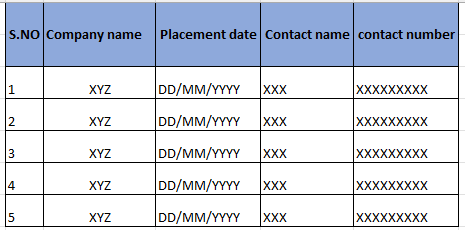 S.NO Company name Placement date Contact name contact number
1 XYZ DD/MM/YYYY XXX XXXXXXXXX
2 XYZ DD/MM/YYYY XXX XXXXXXXXX
3 XYZ DD/MM/YYYY XXX XXXXXXXXX
4 XYZ DD/MM/YYYY XXX XXXXXXXXX
5 XYZ DD/MM/YYYY XXX XXXXXXXXX